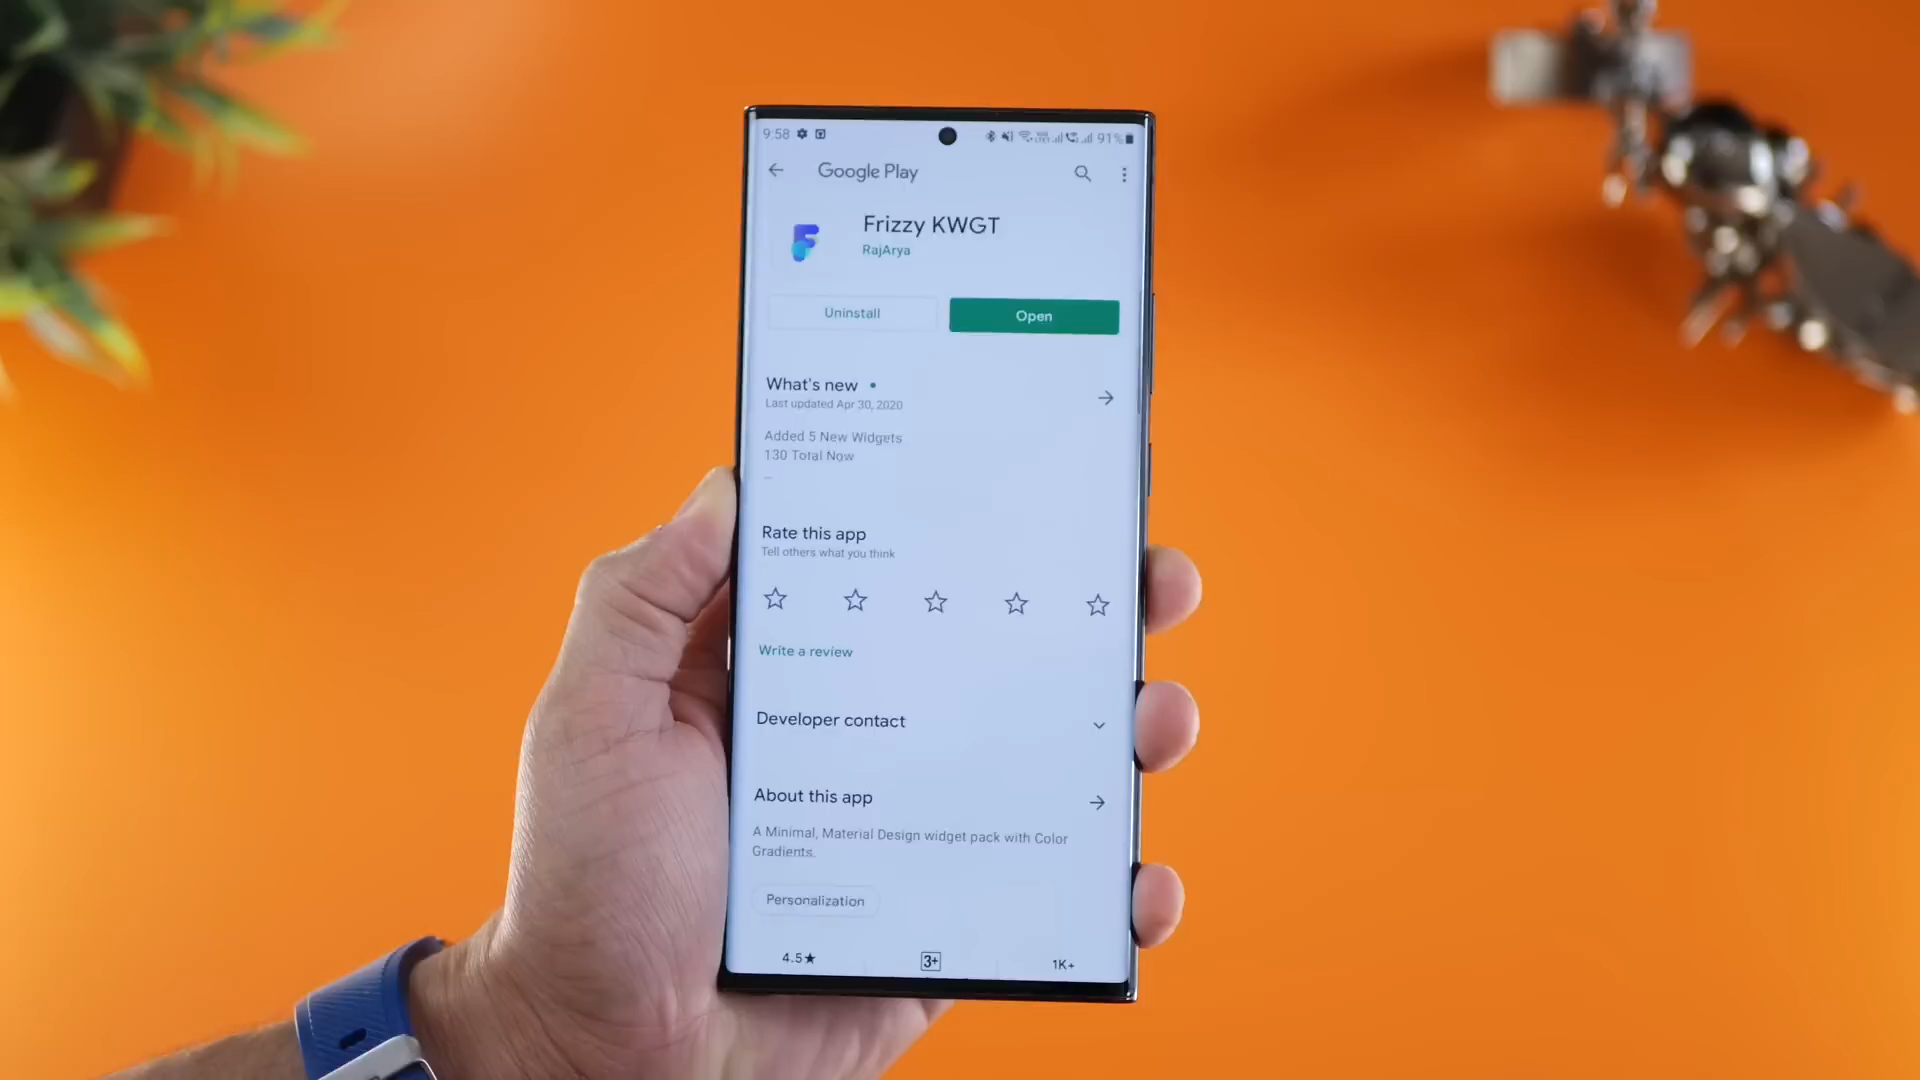 9:58
91%
Google Play
Frizzy KWGT
RajArya
Uninstall
Open
What's new
Last updated Apr 30, 2020
Added 5 New Widgets
130 Total Now
...
Rate this app
Tell others what you think
Write a review
Developer contact
About this app
A Minimal, Material Design widget pack with Color
Gradients.
Personalization
4.5★
3+
1K+